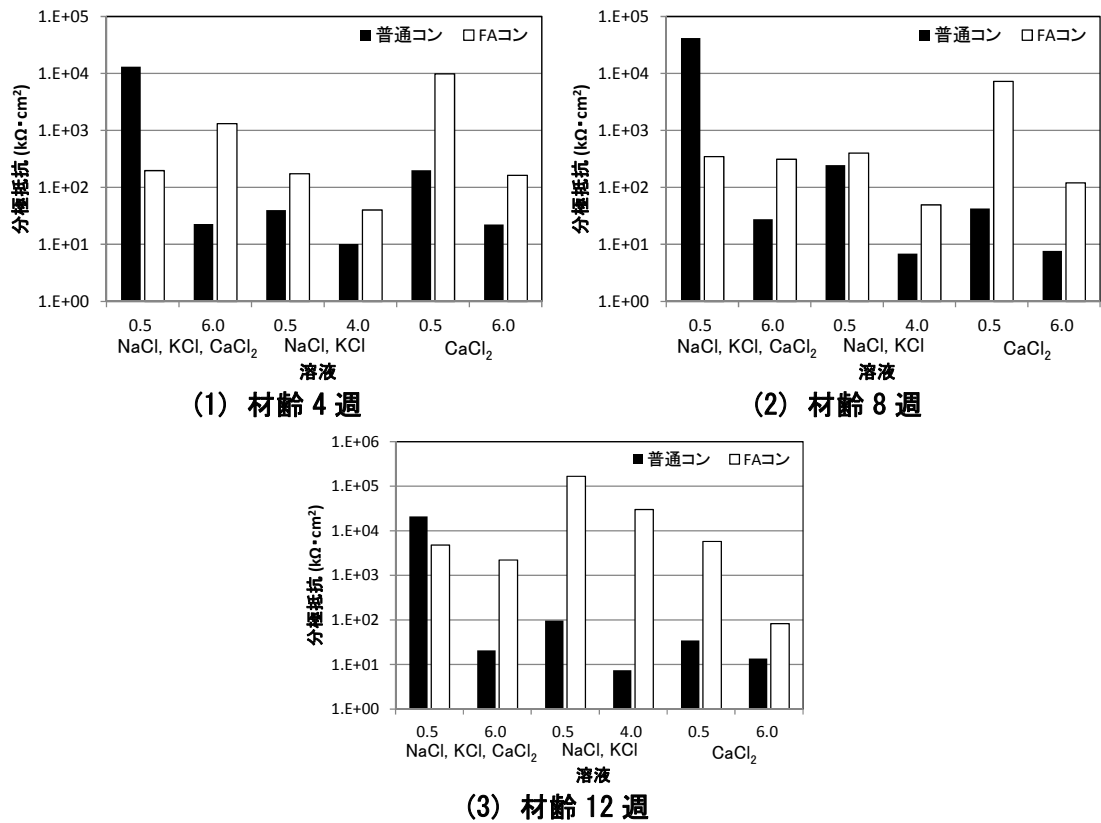 分極抵抗 (kΩ・cm²)
1.E+05
1.E+04
1.E+03
1.E+02
1.E+01
1.E+00
■普通コン □FAコン
0.5 6.0 0.5 4.0 0.5 6.0
NaCl, KCl, CaCl₂ NaCl, KCl CaCl₂
溶液
(1) 材齢 4 週
分極抵抗 (kΩ・cm²)
1.E+05
1.E+04
1.E+03
1.E+02
1.E+01
1.E+00
■普通コン □FAコン
0.5 6.0 0.5 4.0 0.5 6.0
NaCl, KCl, CaCl₂ NaCl, KCl CaCl₂
溶液
(2) 材齢 8 週
分極抵抗 (kΩ・cm²)
1.E+06
1.E+05
1.E+04
1.E+03
1.E+02
1.E+01
1.E+00
■普通コン □FAコン
0.5 6.0 0.5 4.0 0.5 6.0
NaCl, KCl, CaCl₂ NaCl, KCl CaCl₂
溶液
(3) 材齢 12 週